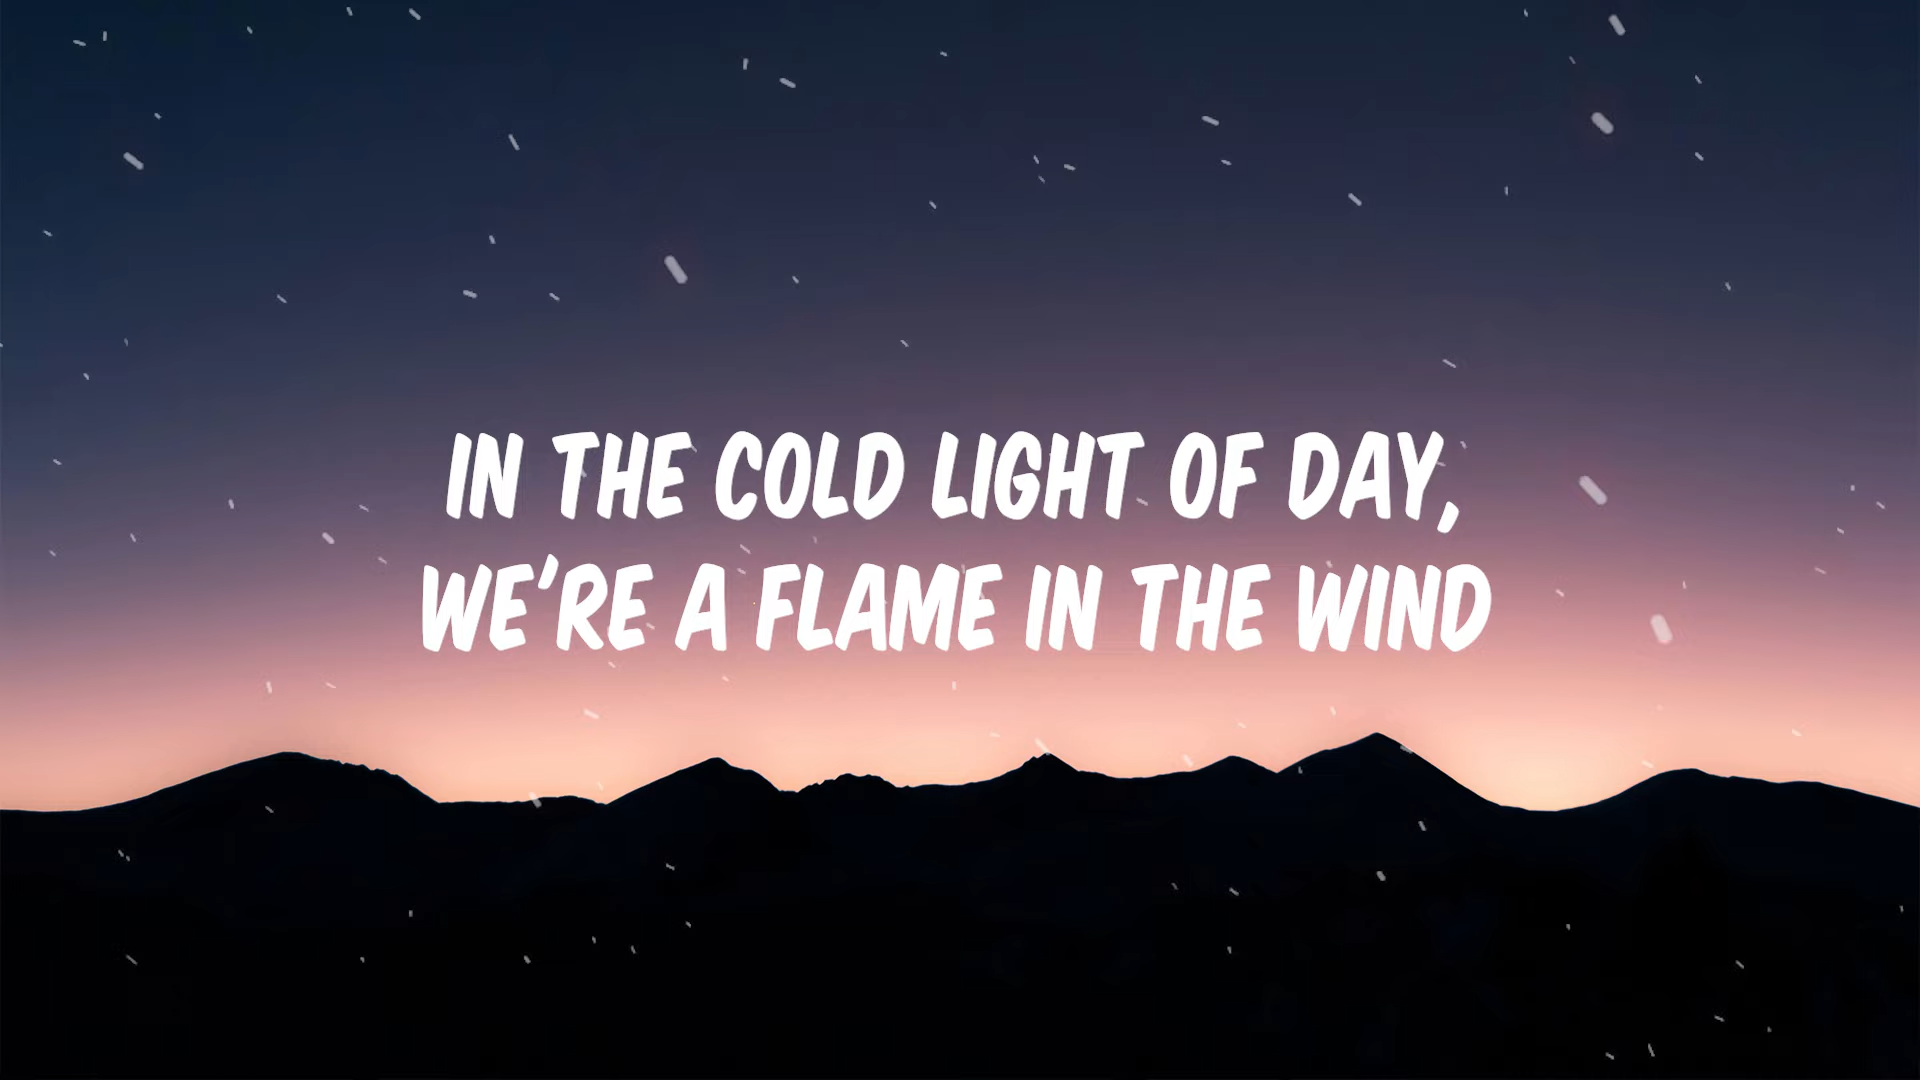 IN THE COLD LIGHT OF DAY,
WE'RE A FLAME IN THE WIND